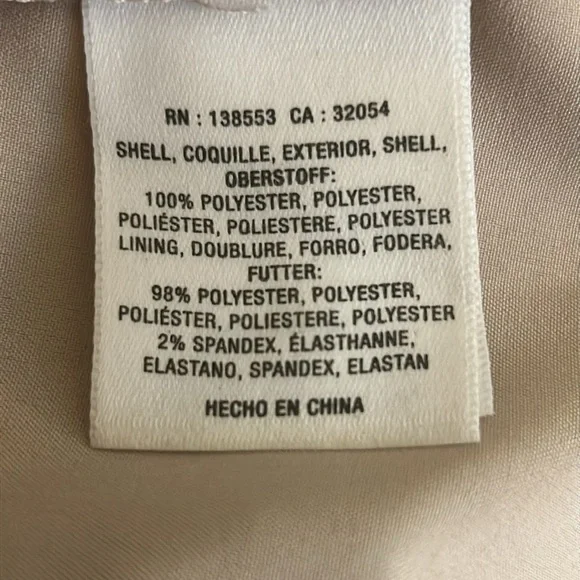 RN : 138553 CA : 32054
SHELL, COQUILLE, EXTERIOR, SHELL,
OBERSTOFF:
100% POLYESTER, POLYESTER,
POLIÉSTER, POLIESTERE, POLYESTER
LINING, DOUBLURE, FORRO, FODERA,
FUTTER:
98% POLYESTER, POLYESTER,
POLIÉSTER, POLIESTERE, POLYESTER
2% SPANDEX, ÉLASTHANNE,
ELASTANO, SPANDEX, ELASTAN
HECHO EN CHINA